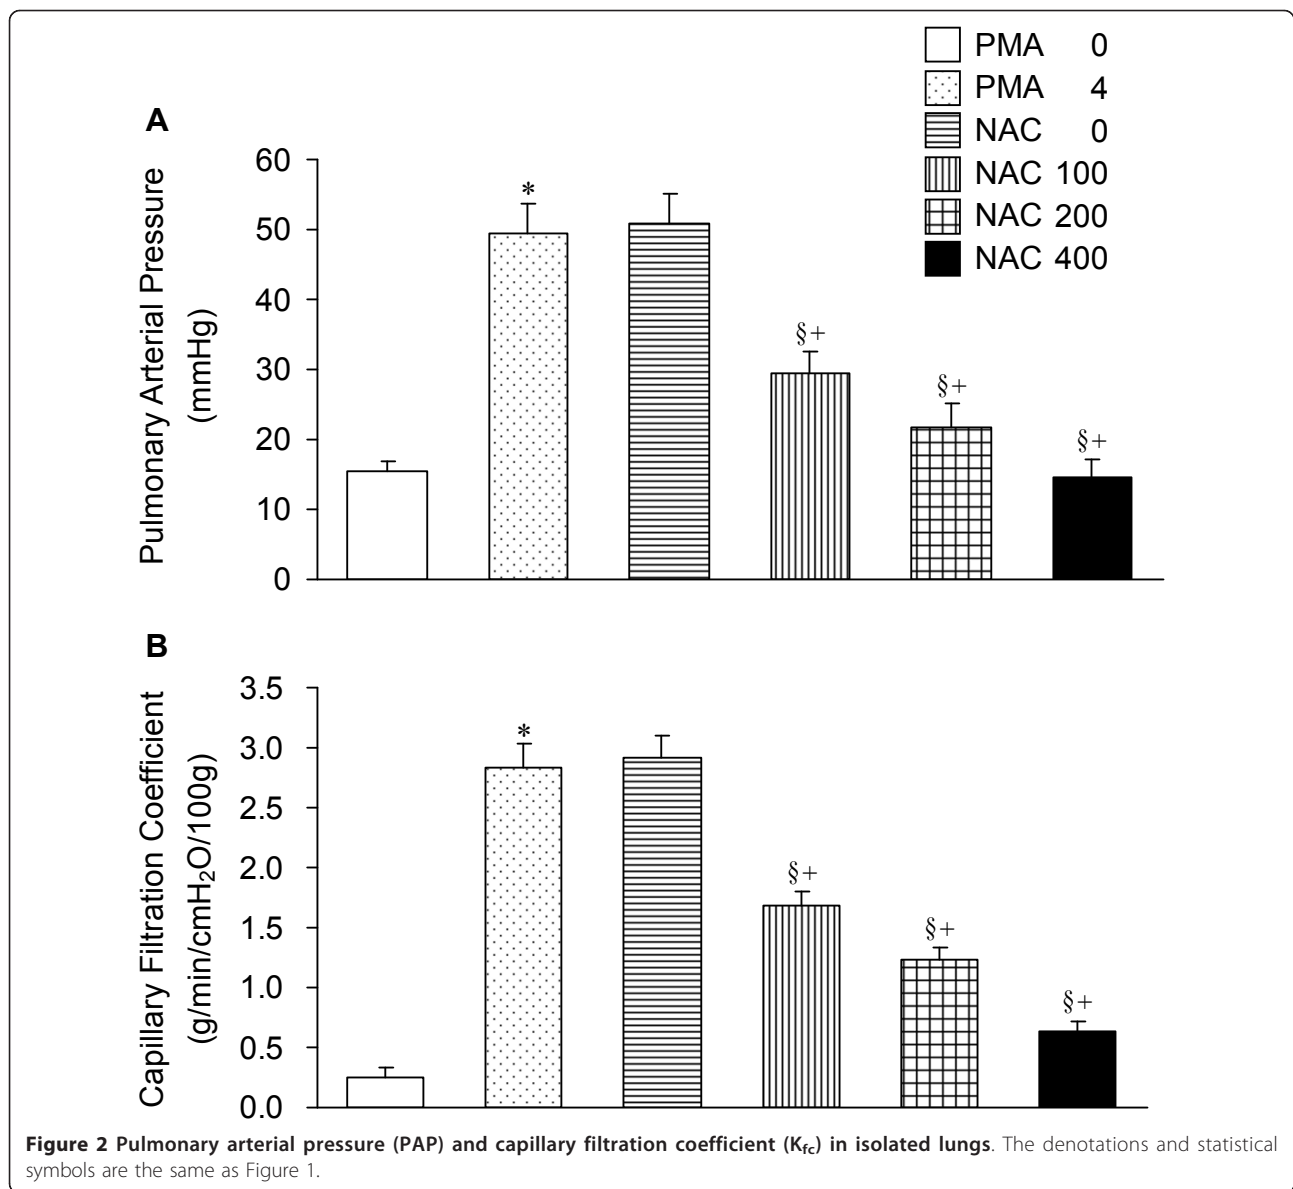 PMA 0
PMA 4
NAC 0
NAC 100
NAC 200
NAC 400
A
Pulmonary Arterial Pressure
(mmHg)
60
50
40
30
20
10
0
*
§+
§+
§+
B
Capillary Filtration Coefficient
(g/min/cmH₂O/100g)
3.5
3.0
2.5
2.0
1.5
1.0
0.5
0.0
*
§+
§+
§+
Figure 2 Pulmonary arterial pressure (PAP) and capillary filtration coefficient (Kfc) in isolated lungs. The denotations and statistical
symbols are the same as Figure 1.